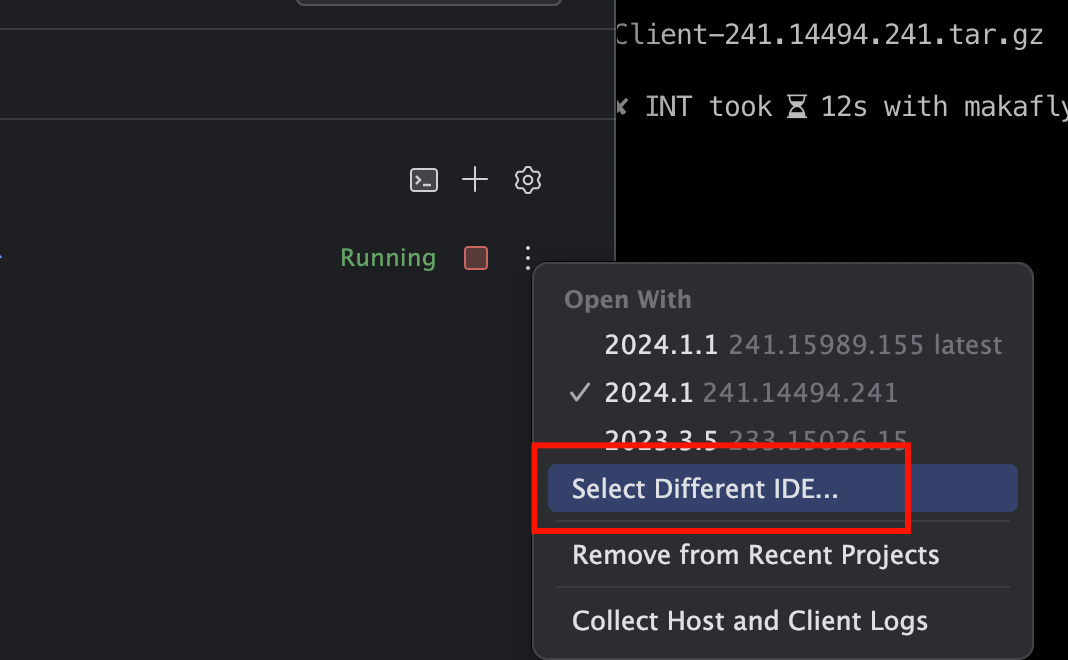 Client-241.14494.241.tar.gz
✘ INT took ⌛ 12s with makafly
Running
Open With
2024.1.1 241.15989.155 latest
✓ 2024.1 241.14494.241
2023.3.5 233.15026.15
Select Different IDE...
Remove from Recent Projects
Collect Host and Client Logs